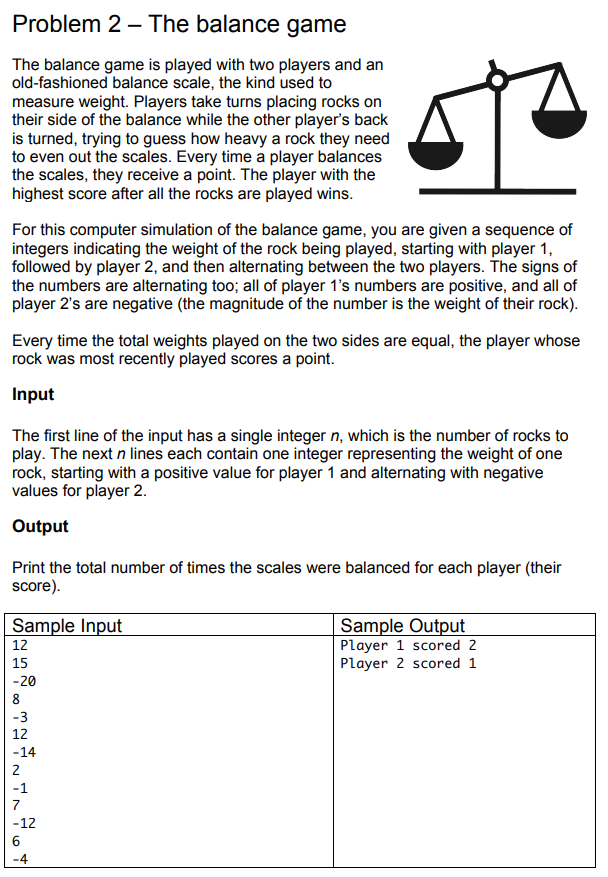 Problem 2 – The balance game
The balance game is played with two players and an
old-fashioned balance scale, the kind used to
measure weight. Players take turns placing rocks on
their side of the balance while the other player’s back
is turned, trying to guess how heavy a rock they need
to even out the scales. Every time a player balances
the scales, they receive a point. The player with the
highest score after all the rocks are played wins.
For this computer simulation of the balance game, you are given a sequence of
integers indicating the weight of the rock being played, starting with player 1,
followed by player 2, and then alternating between the two players. The signs of
the numbers are alternating too; all of player 1’s numbers are positive, and all of
player 2’s are negative (the magnitude of the number is the weight of their rock).
Every time the total weights played on the two sides are equal, the player whose
rock was most recently played scores a point.
Input
The first line of the input has a single integer n, which is the number of rocks to
play. The next n lines each contain one integer representing the weight of one
rock, starting with a positive value for player 1 and alternating with negative
values for player 2.
Output
Print the total number of times the scales were balanced for each player (their
score).
Sample Input
12
15
-20
8
-3
12
-14
2
-1
7
-12
6
-4
Sample Output
Player 1 scored 2
Player 2 scored 1